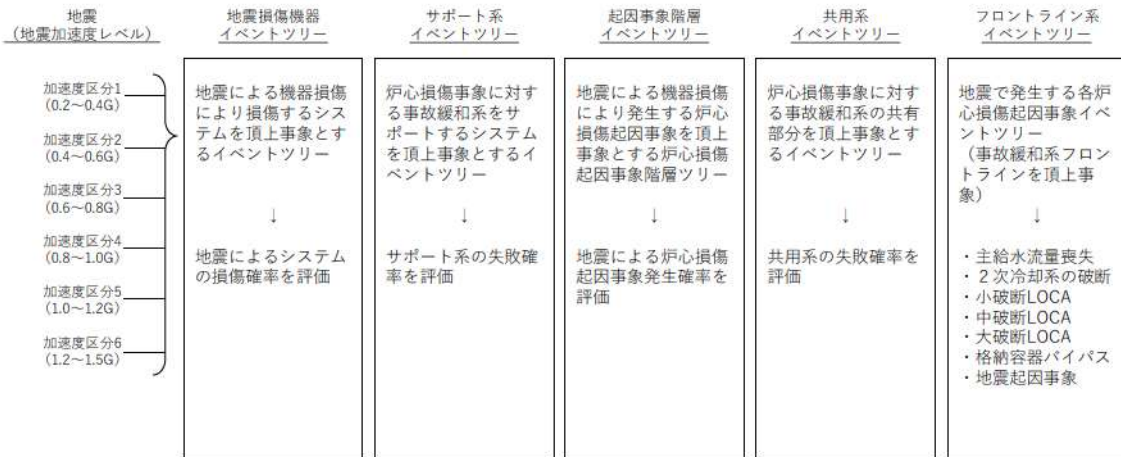 地震
（地震加速度レベル）
加速度区分1
(0.2～0.4G)
加速度区分2
(0.4～0.6G)
加速度区分3
(0.6～0.8G)
加速度区分4
(0.8～1.0G)
加速度区分5
(1.0～1.2G)
加速度区分6
(1.2～1.5G)
地震損傷機器
イベントツリー
地震による機器損傷
により損傷するシス
テムを頂上事象とす
るイベントツリー
↓
地震によるシステム
の損傷確率を評価
サポート系
イベントツリー
炉心損傷事象に対す
る事故緩和系をサ
ポートするシステム
を頂上事象とするイ
ベントツリー
↓
サポート系の失敗確
率を評価
起因事象階層
イベントツリー
地震による機器損傷
により発生する炉心
損傷起因事象を頂上
事象とする炉心損傷
起因事象階層ツリー
↓
地震による炉心損傷
起因事象発生確率を
評価
共用系
イベントツリー
炉心損傷事象に対す
る事故緩和系の共有
部分を頂上事象とす
るイベントツリー
↓
共用系の失敗確率を
評価
フロントライン系
イベントツリー
地震で発生する各炉
心損傷起因事象イベ
ントツリー
（事故緩和系フロン
トラインを頂上事
象）
↓
・主給水流量喪失
・２次冷却系の破断
・小破断LOCA
・中破断LOCA
・大破断LOCA
・格納容器バイパス
・地震起因事象